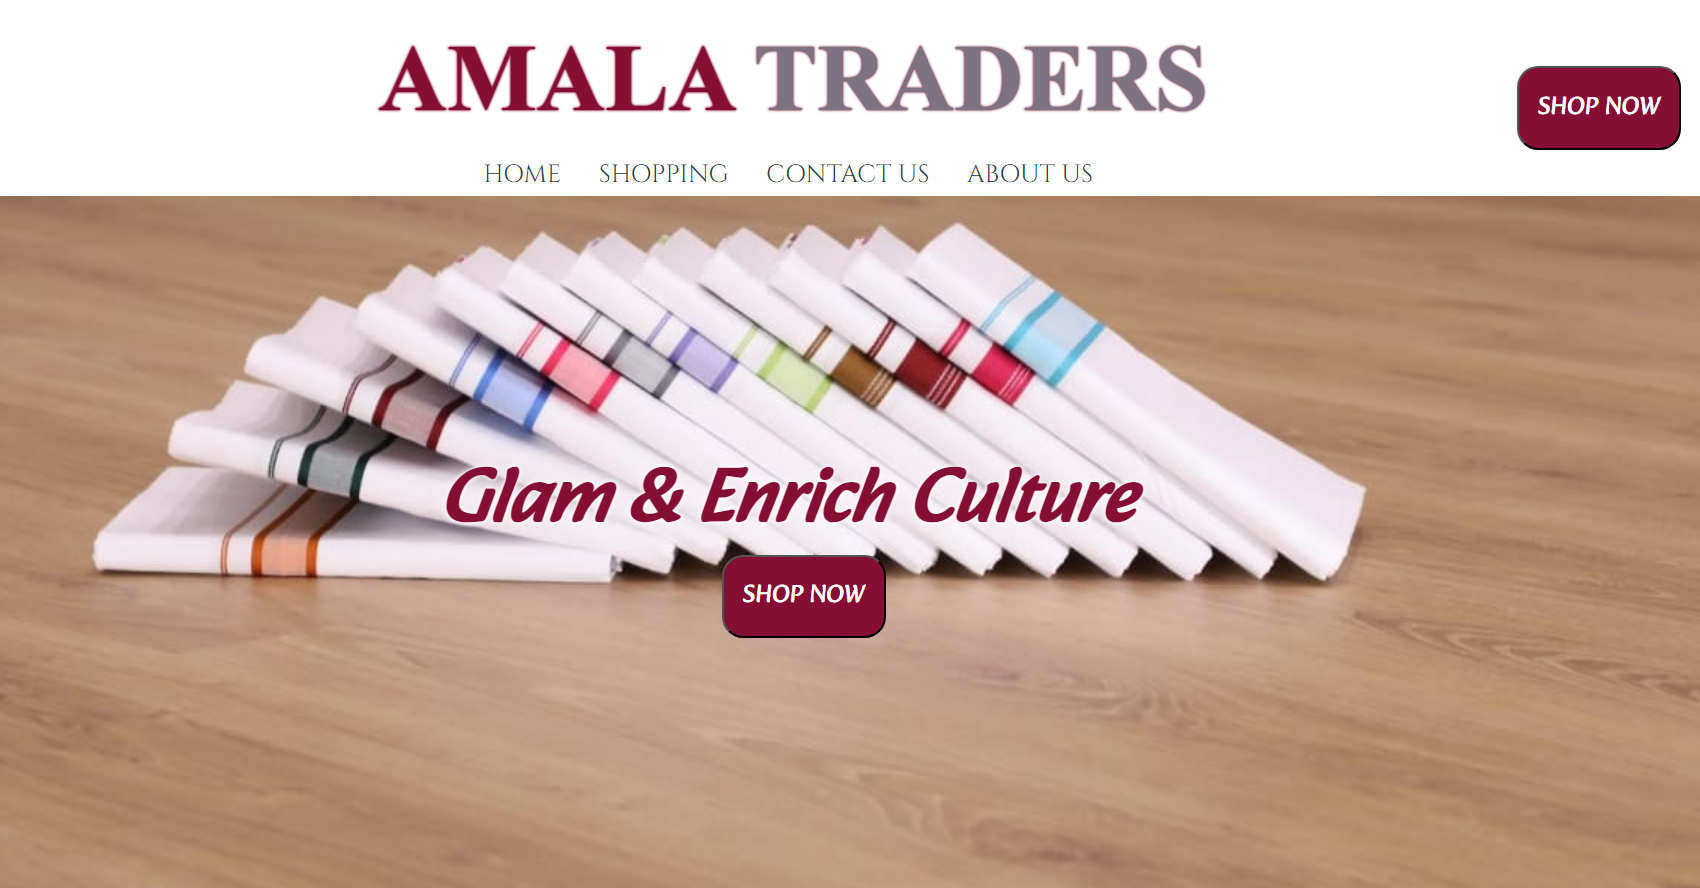 AMALA TRADERS
SHOP NOW
HOME SHOPPING CONTACT US ABOUT US
Glam & Enrich Culture
SHOP NOW